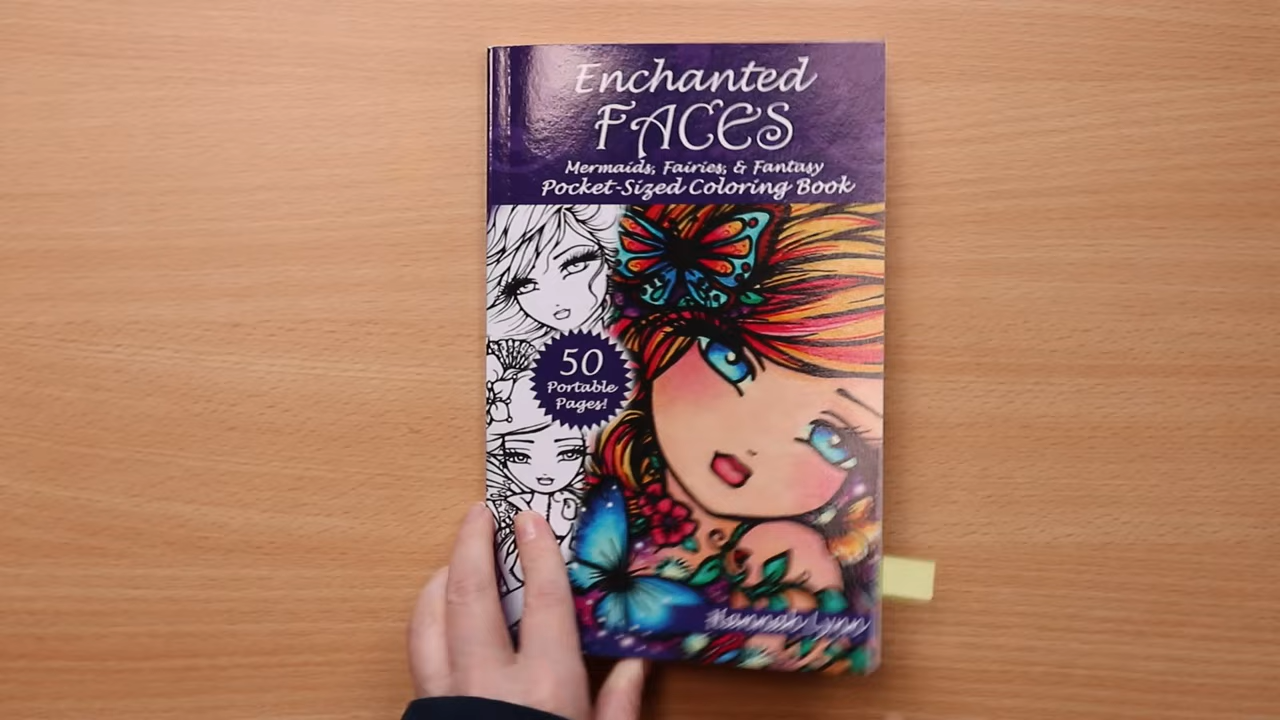 Enchanted
FACES
Mermaids, Fairies, & Fantasy
Pocket-Sized Coloring Book
50
Portable
Pages!
Hannah Lynn